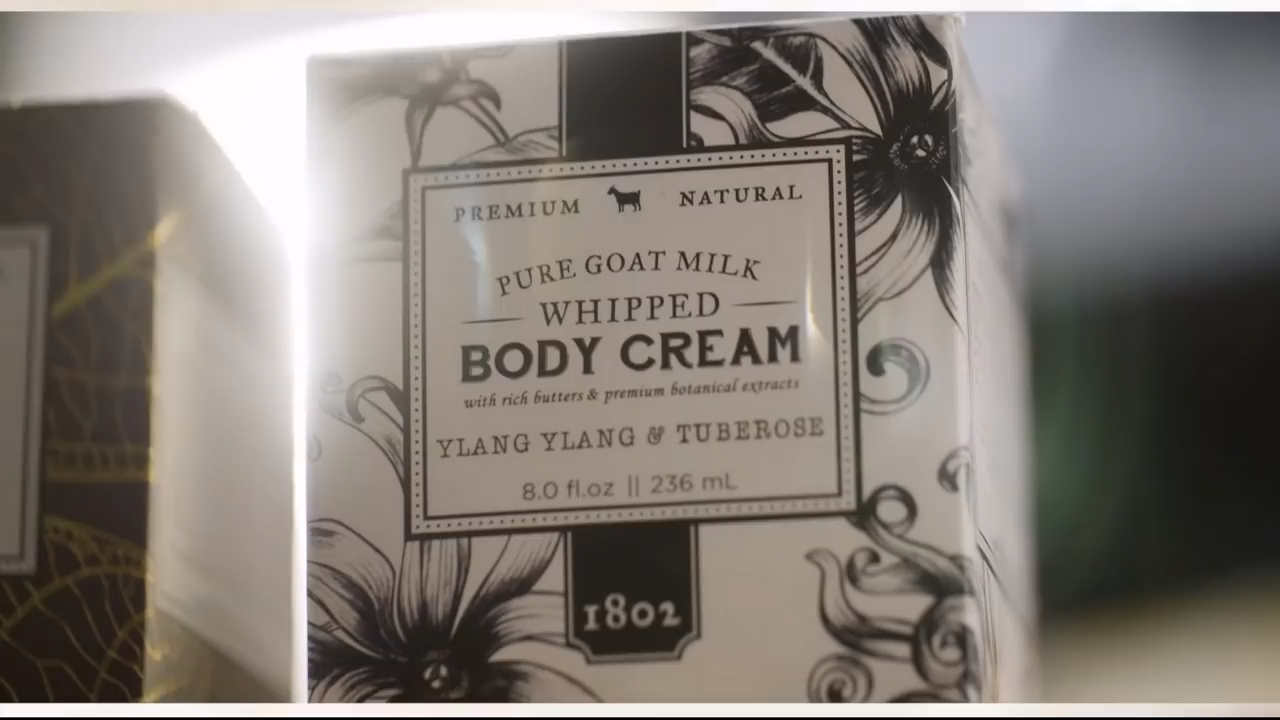 PREMIUM NATURAL
PURE GOAT MILK
WHIPPED
BODY CREAM
with rich butters & premium botanical extracts
YLANG YLANG & TUBEROSE
8.0 fl.oz || 236 mL
1802